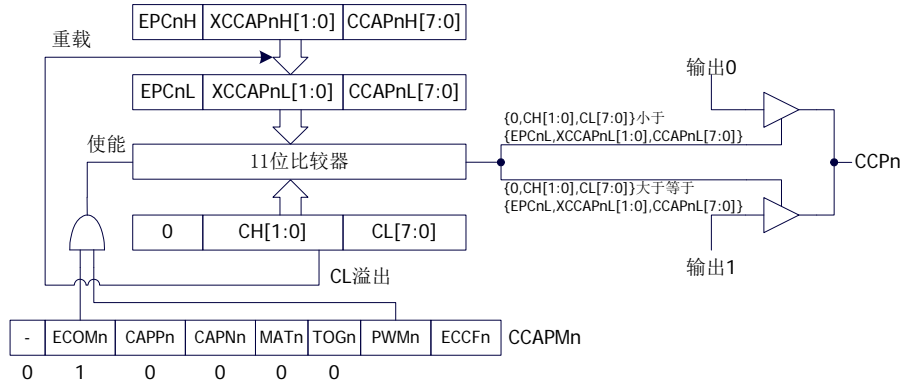 EPCnH XCCAPnH[1:0] CCAPnH[7:0]
重载
输出0
EPCnL XCCAPnL[1:0] CCAPnL[7:0]
{0,CH[1:0],CL[7:0]}小于
{EPCnL,XCCAPnL[1:0],CCAPnL[7:0]}
使能
11位比较器
CCPn
{0,CH[1:0],CL[7:0]}大于等于
{EPCnL,XCCAPnL[1:0],CCAPnL[7:0]}
0 CH[1:0] CL[7:0]
输出1
CL溢出
- ECOMn CAPPn CAPNn MATn TOGn PWMn ECCFn CCAPMn
0 1 0 0 0 0